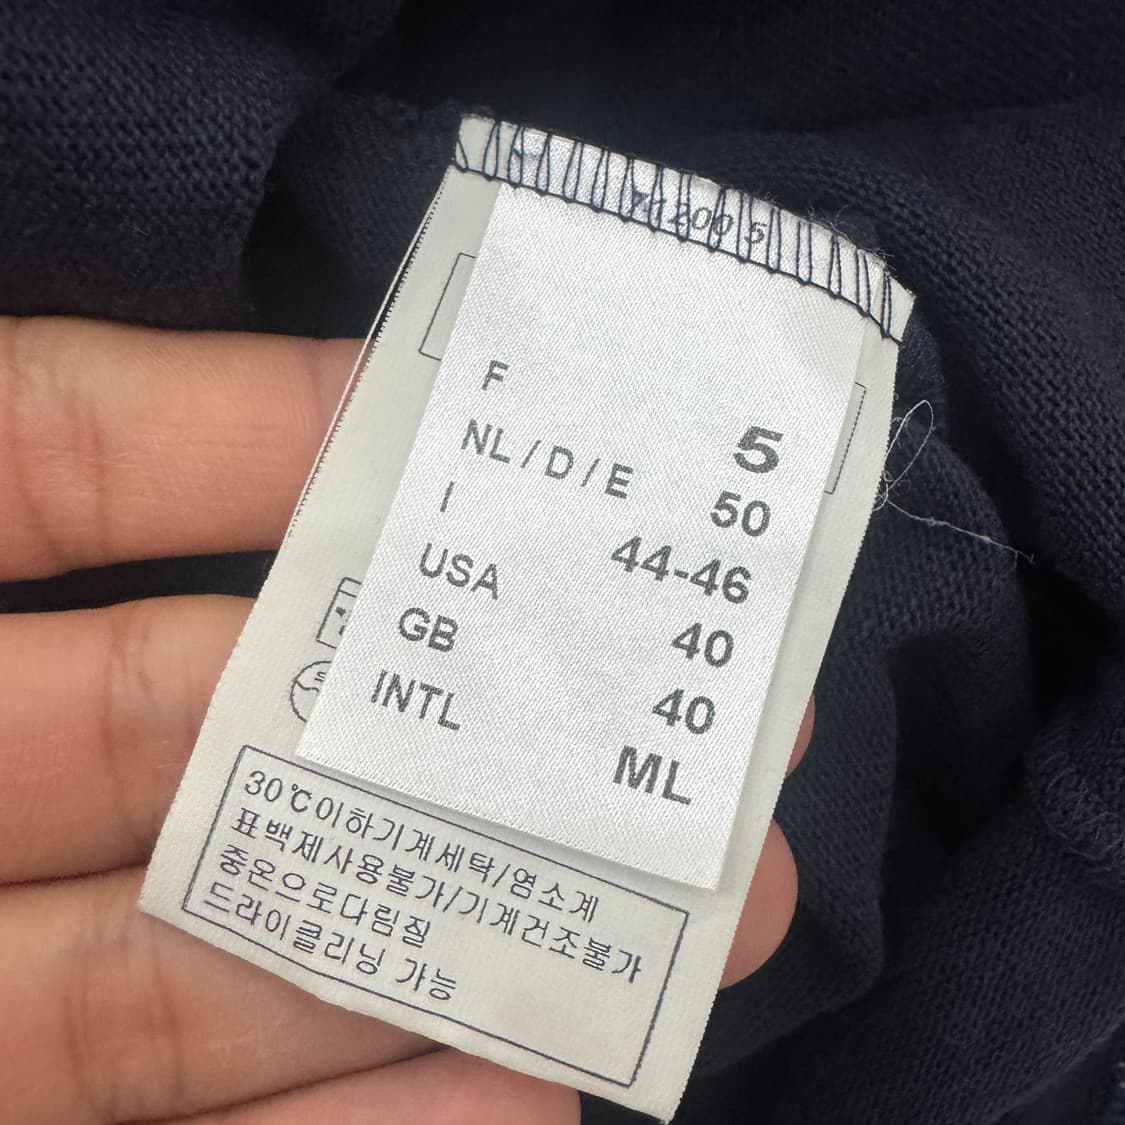 200 5
F 5
NL / D / E 50
I 44-46
USA 40
GB 40
INTL ML
30℃이하기계세탁/염소계
표백제사용불가/기계건조불가
중온으로다림질
드라이클리닝 가능